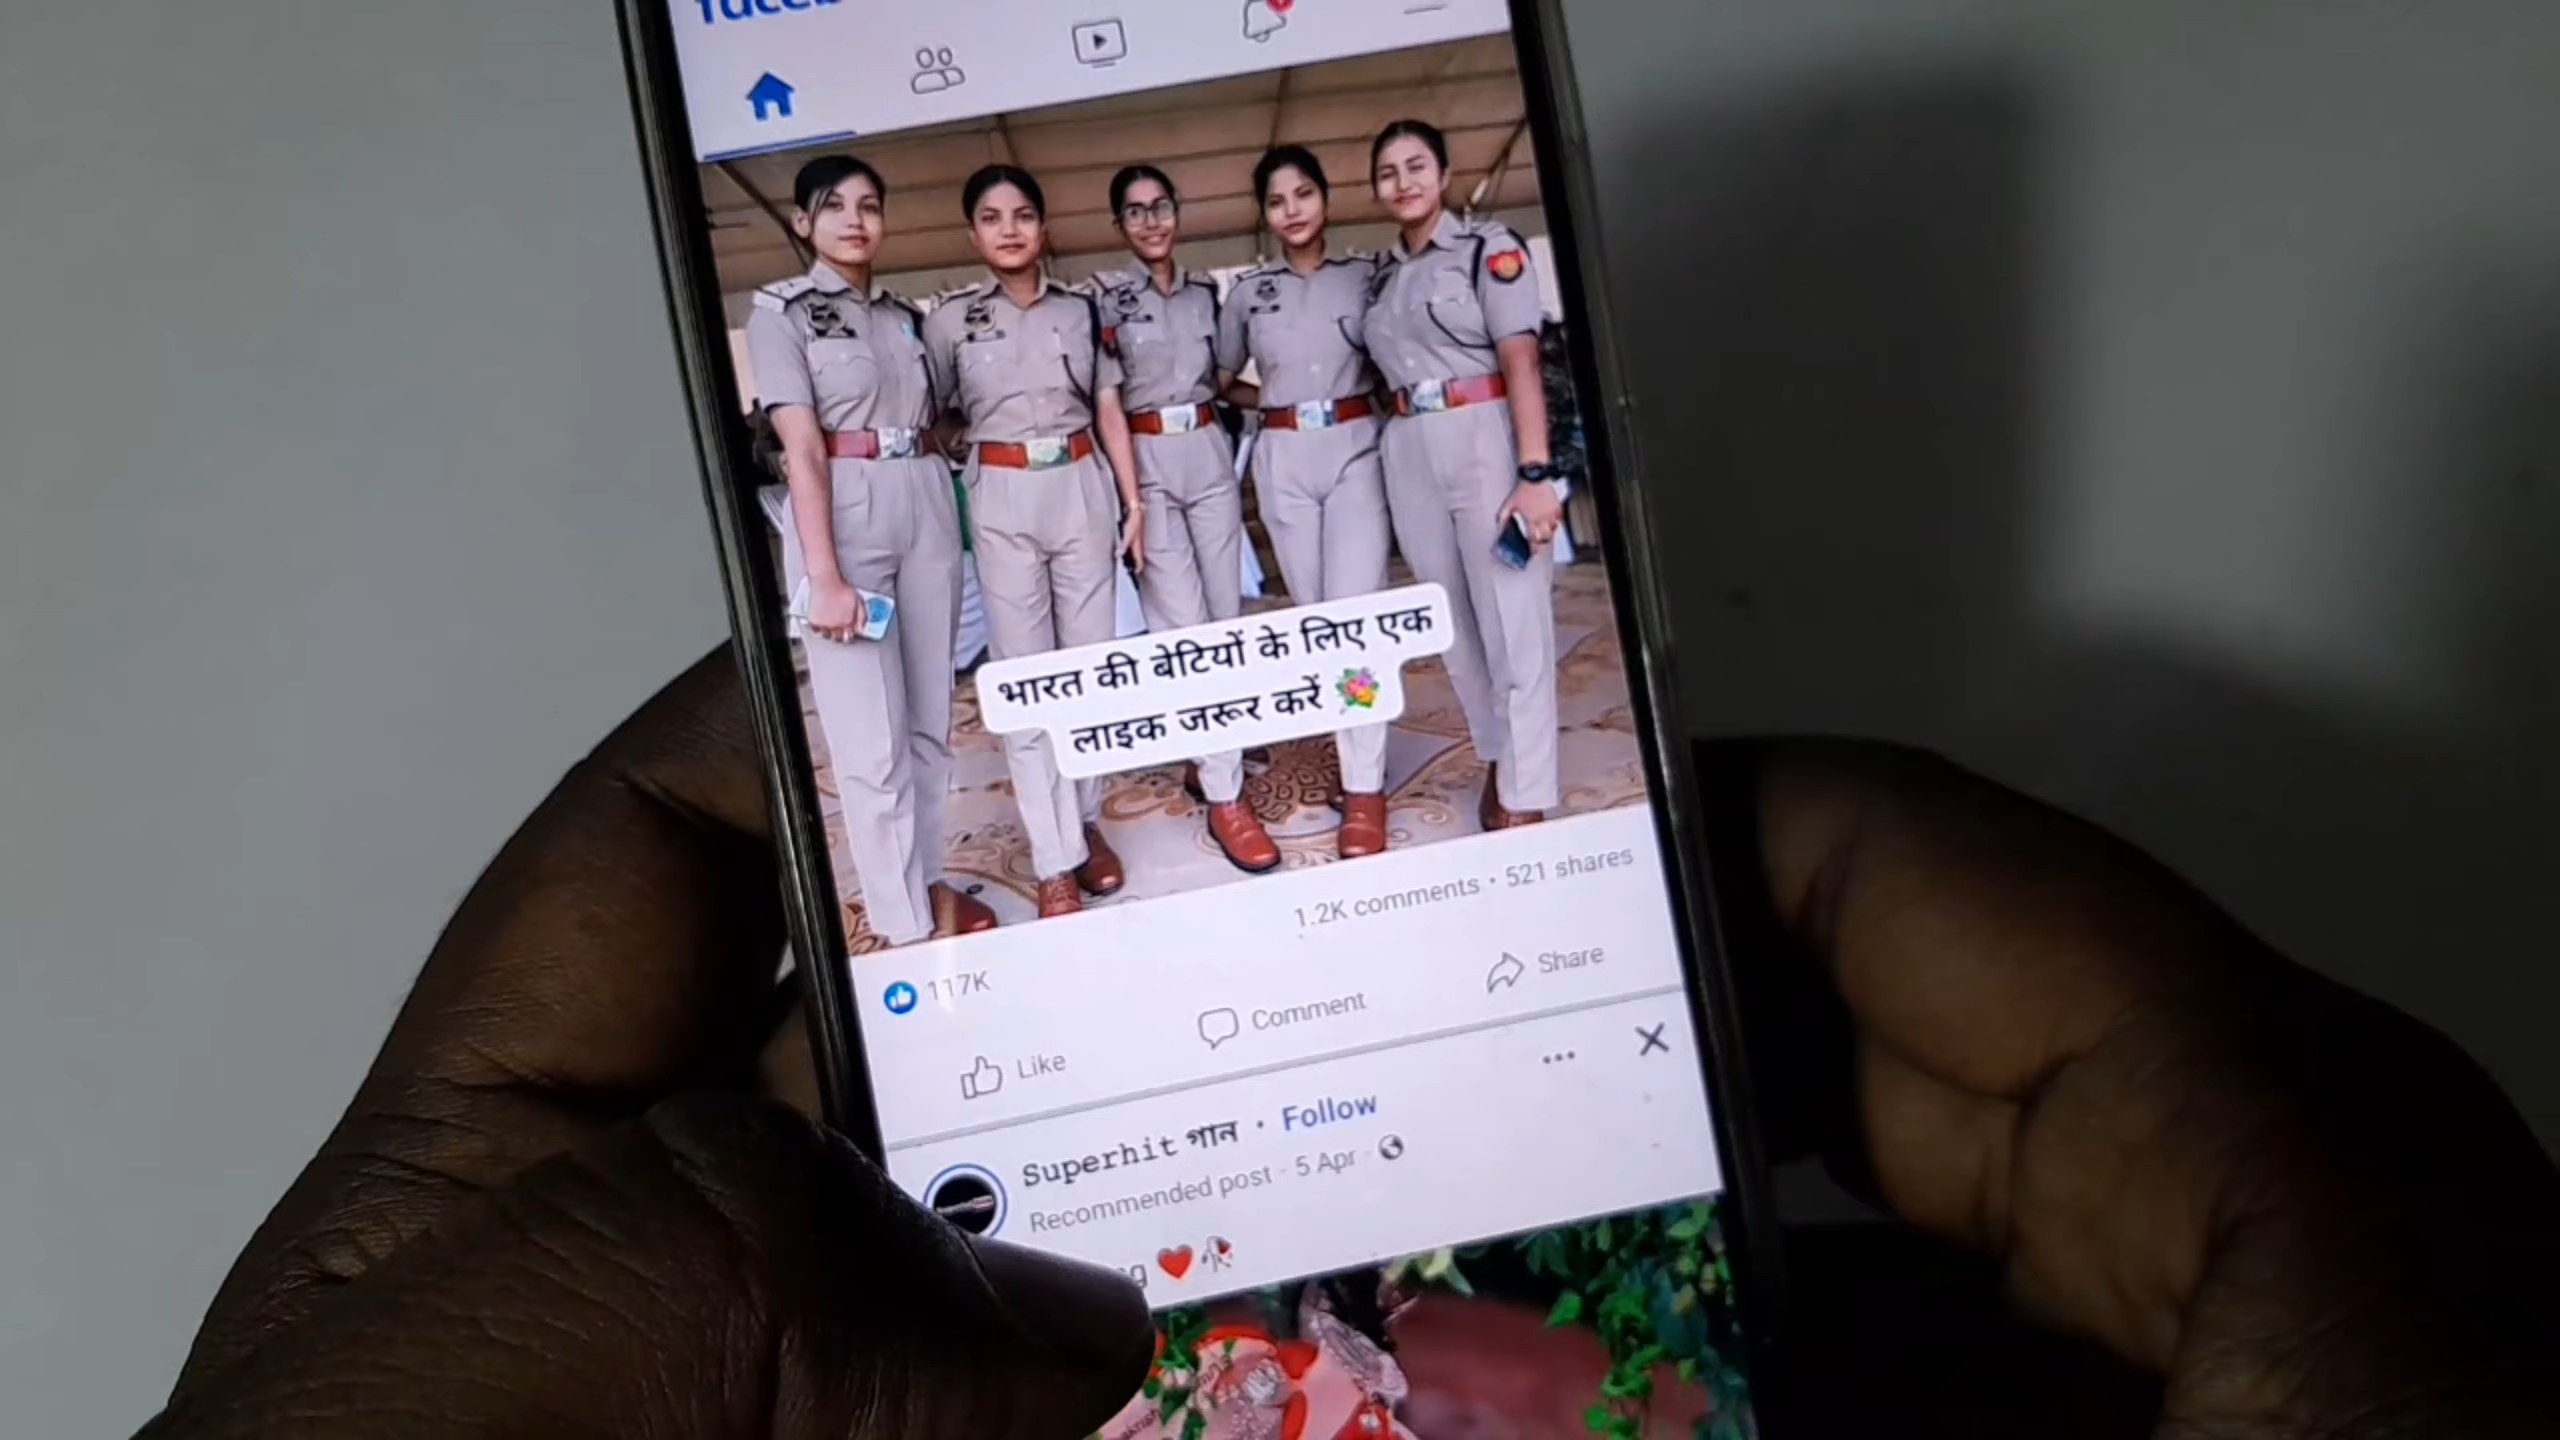 भारत की बेटियों के लिए एक
लाइक जरूर करें 💐
1.2K comments • 521 shares
117K
Like
Comment
Share
Superhit গান • Follow
Recommended post · 5 Apr ·